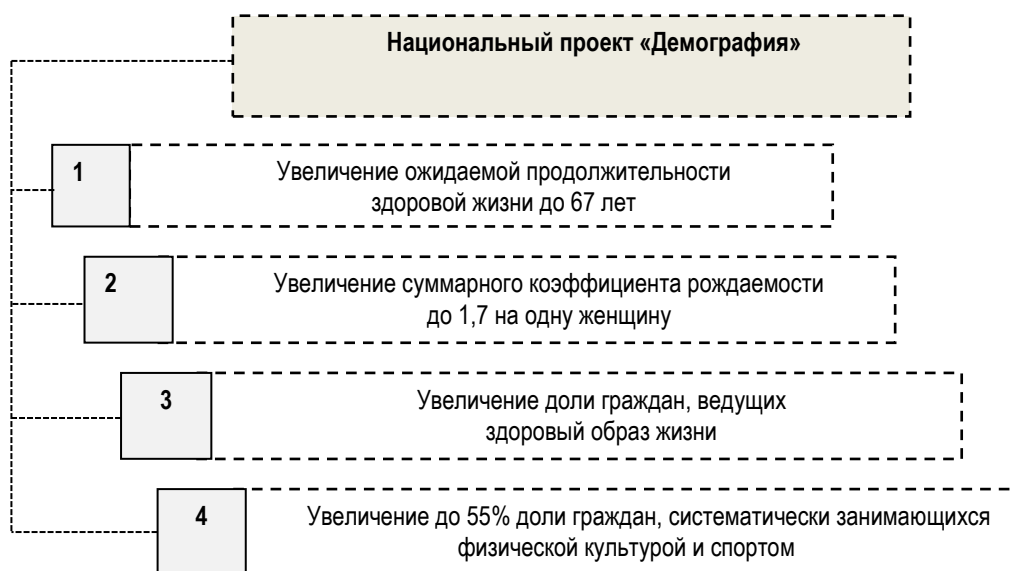 Национальный проект «Демография»
1
Увеличение ожидаемой продолжительности
здоровой жизни до 67 лет
2
Увеличение суммарного коэффициента рождаемости
до 1,7 на одну женщину
3
Увеличение доли граждан, ведущих
здоровый образ жизни
4
Увеличение до 55% доли граждан, систематически занимающихся
физической культурой и спортом